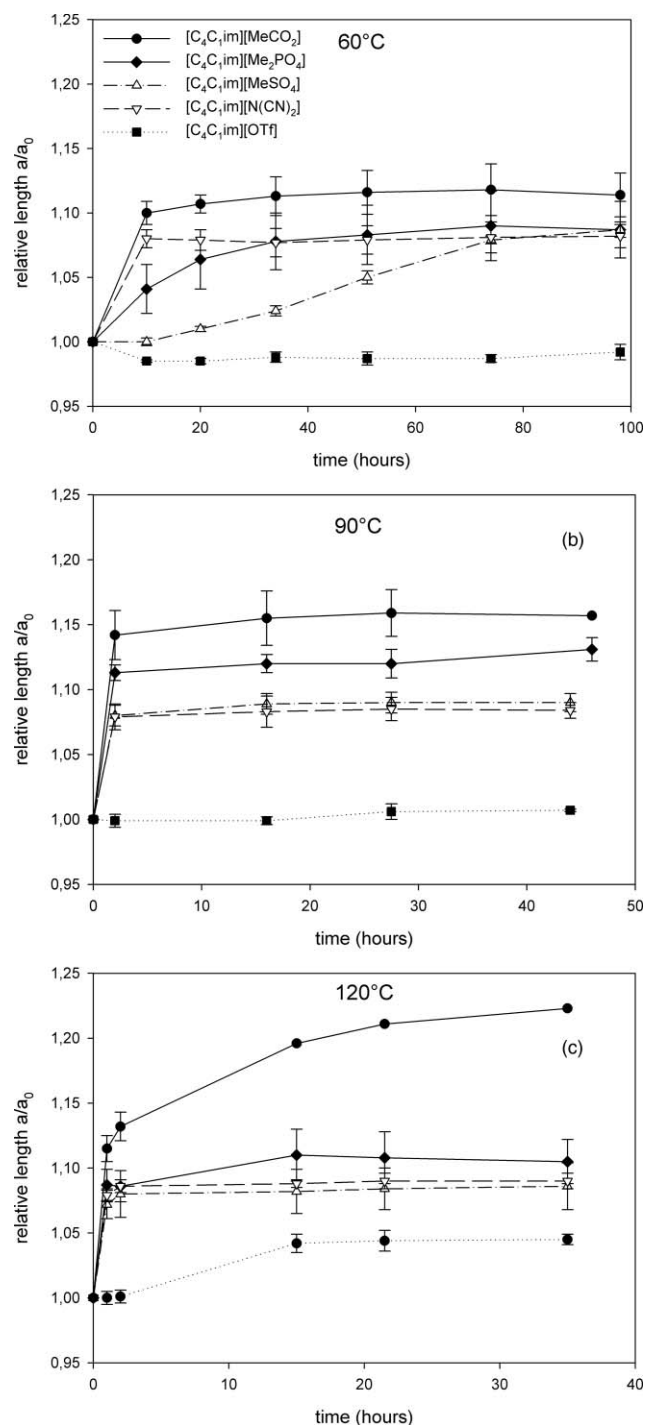 1,25
1,20
1,15
1,10
1,05
1,00
0,95
relative length a/a0
[C4C1im][MeCO2]
[C4C1im][Me2PO4]
[C4C1im][MeSO4]
[C4C1im][N(CN)2]
[C4C1im][OTf]
60°C
0 20 40 60 80 100
time (hours)
1,25
1,20
1,15
1,10
1,05
1,00
0,95
relative length a/a0
90°C
(b)
0 10 20 30 40 50
time (hours)
1,25
1,20
1,15
1,10
1,05
1,00
0,95
relative length a/a0
120°C
(c)
0 10 20 30 40
time (hours)